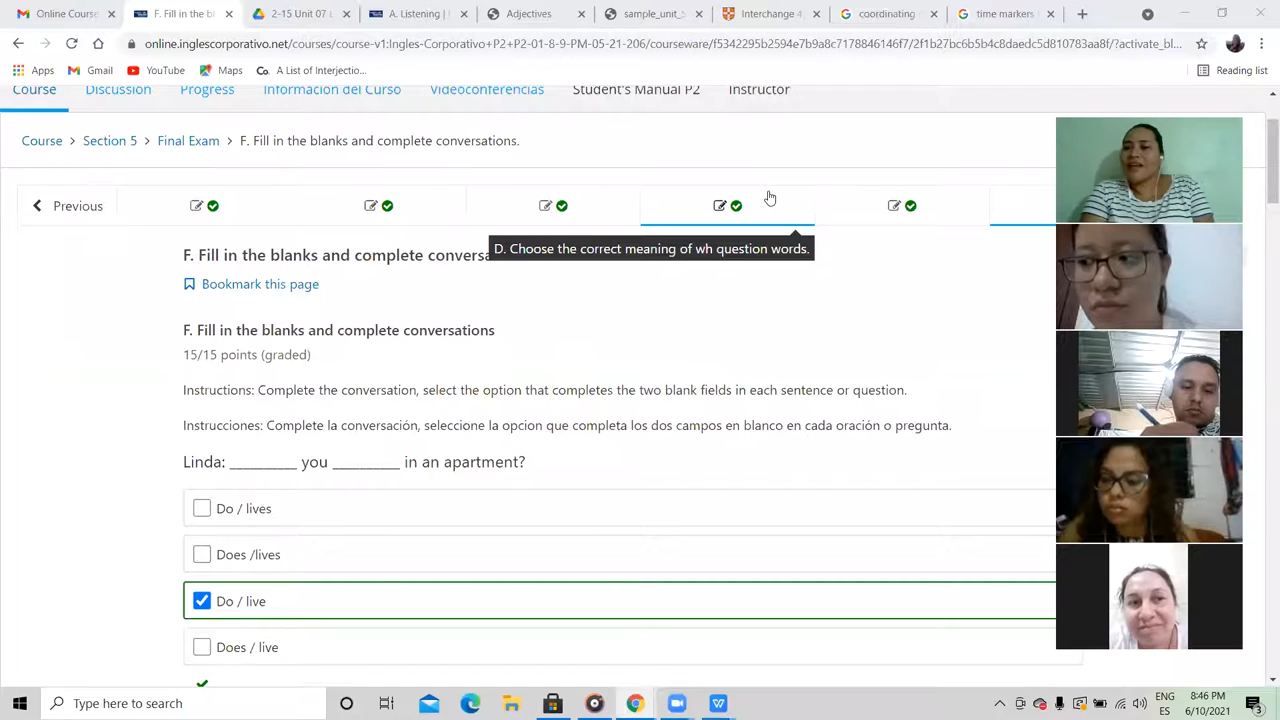 Online Course
F. Fill in the b
2-15 Unit 07 L
A. Listening |
Adjectives
sample_unit_
Interchange 4
coordinating
time markers
online.inglescorporativo.net/courses/course-v1:Ingles-Corporativo+P2+P2-06-8-9-PM-05-21-206/courseware/f5342295b2594e7b9a8c7178846146f7/2f1b27bc6b5b4c8daedc5d810783aa8f/?activate_bl...
Apps
Gmail
YouTube
Maps
A List of Interjectio...
Reading list
Course
Discussion
Progress
Información del Curso
Videoconferencias
Student's Manual P2
Instructor
Course > Section 5 > Final Exam > F. Fill in the blanks and complete conversations.
Previous
F. Fill in the blanks and complete conversa
D. Choose the correct meaning of wh question words.
Bookmark this page
F. Fill in the blanks and complete conversations
15/15 points (graded)
Instructions: Complete the conversation, select the option that completes the two blank fields in each sentence or question.
Instrucciones: Complete la conversación, seleccione la opcion que completa los dos campos en blanco en cada oración o pregunta.
Linda: _________ you _________ in an apartment?
Do / lives
Does /lives
Do / live
Does / live
Type here to search
ENG
ES
8:46 PM
6/10/2021
3